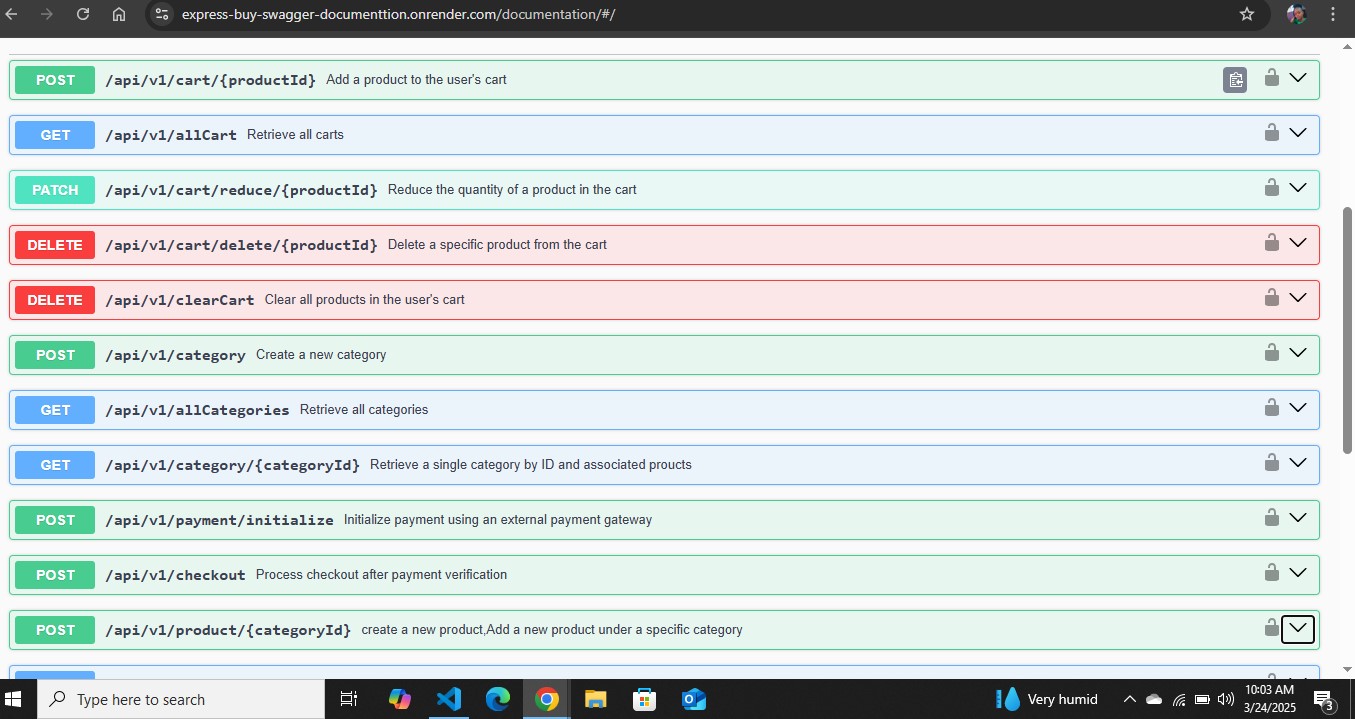 express-buy-swagger-documenttion.onrender.com/documentation/#/
POST /api/v1/cart/{productId} Add a product to the user's cart
GET /api/v1/allCart Retrieve all carts
PATCH /api/v1/cart/reduce/{productId} Reduce the quantity of a product in the cart
DELETE /api/v1/cart/delete/{productId} Delete a specific product from the cart
DELETE /api/v1/clearCart Clear all products in the user's cart
POST /api/v1/category Create a new category
GET /api/v1/allCategories Retrieve all categories
GET /api/v1/category/{categoryId} Retrieve a single category by ID and associated proucts
POST /api/v1/payment/initialize Initialize payment using an external payment gateway
POST /api/v1/checkout Process checkout after payment verification
POST /api/v1/product/{categoryId} create a new product,Add a new product under a specific category
Type here to search
Very humid
10:03 AM
3/24/2025
3